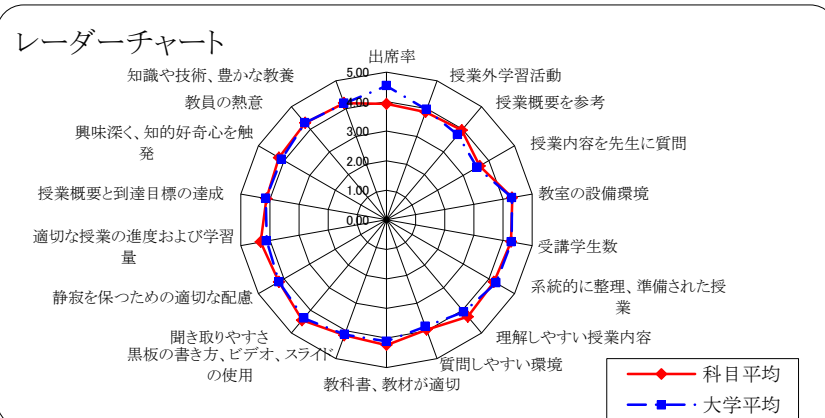 レーダーチャート
出席率
授業外学習活動
授業概要を参考
授業内容を先生に質問
教室の設備環境
受講学生数
系統的に整理、準備された授
業
理解しやすい授業内容
質問しやすい環境
教科書、教材が適切
黒板の書き方、ビデオ、スライド
の使用
聞き取りやすさ
静寂を保つための適切な配慮
適切な授業の進度および学習
量
授業概要と到達目標の達成
興味深く、知的好奇心を触
発
教員の熱意
知識や技術、豊かな教養
5.00
4.00
3.00
2.00
1.00
0.00
科目平均
大学平均